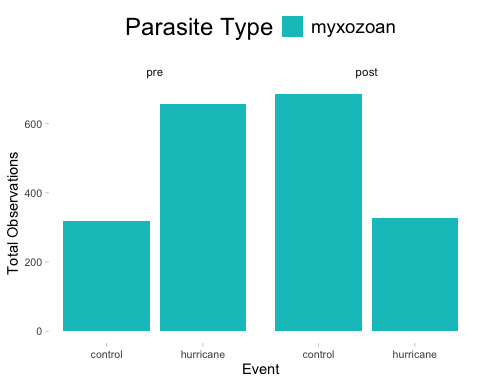 Parasite Type myxozoan
pre post
Total Observations
600
400
200
0
control hurricane control hurricane
Event